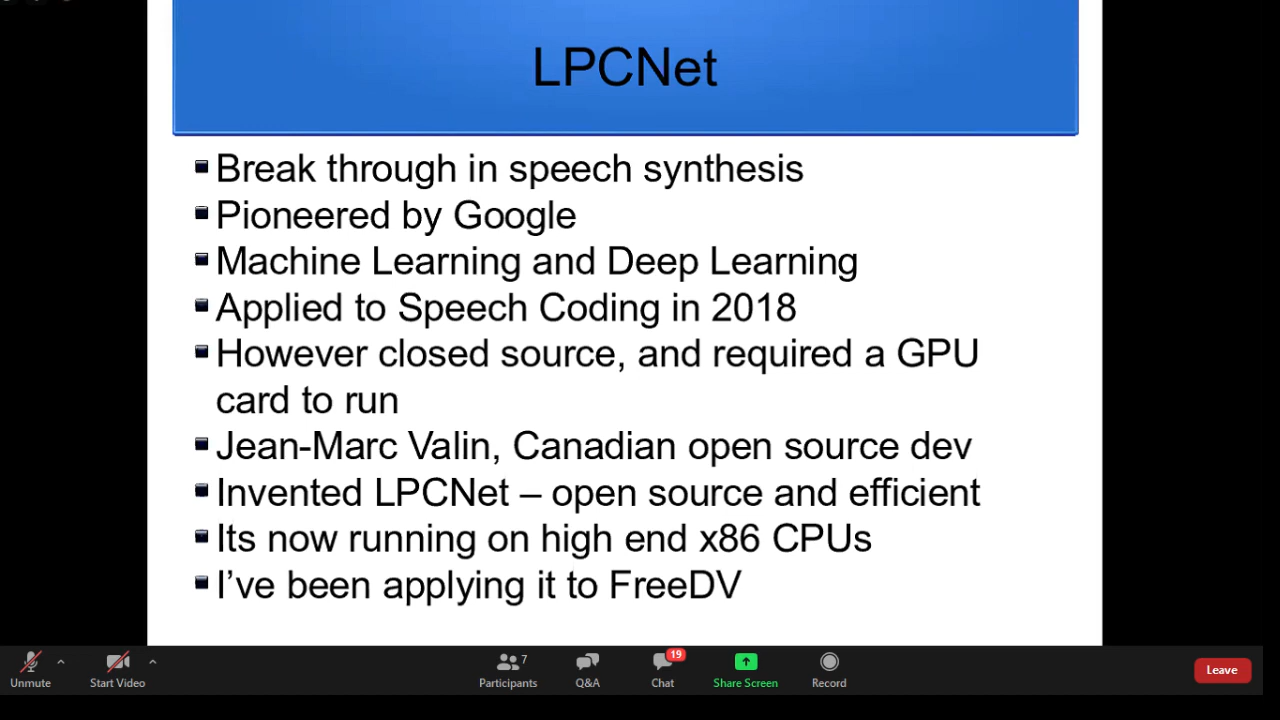 LPCNet
Break through in speech synthesis
Pioneered by Google
Machine Learning and Deep Learning
Applied to Speech Coding in 2018
However closed source, and required a GPU
card to run
Jean-Marc Valin, Canadian open source dev
Invented LPCNet – open source and efficient
Its now running on high end x86 CPUs
I’ve been applying it to FreeDV
7
19
Unmute
Start Video
Participants
Q&A
Chat
Share Screen
Record
Leave